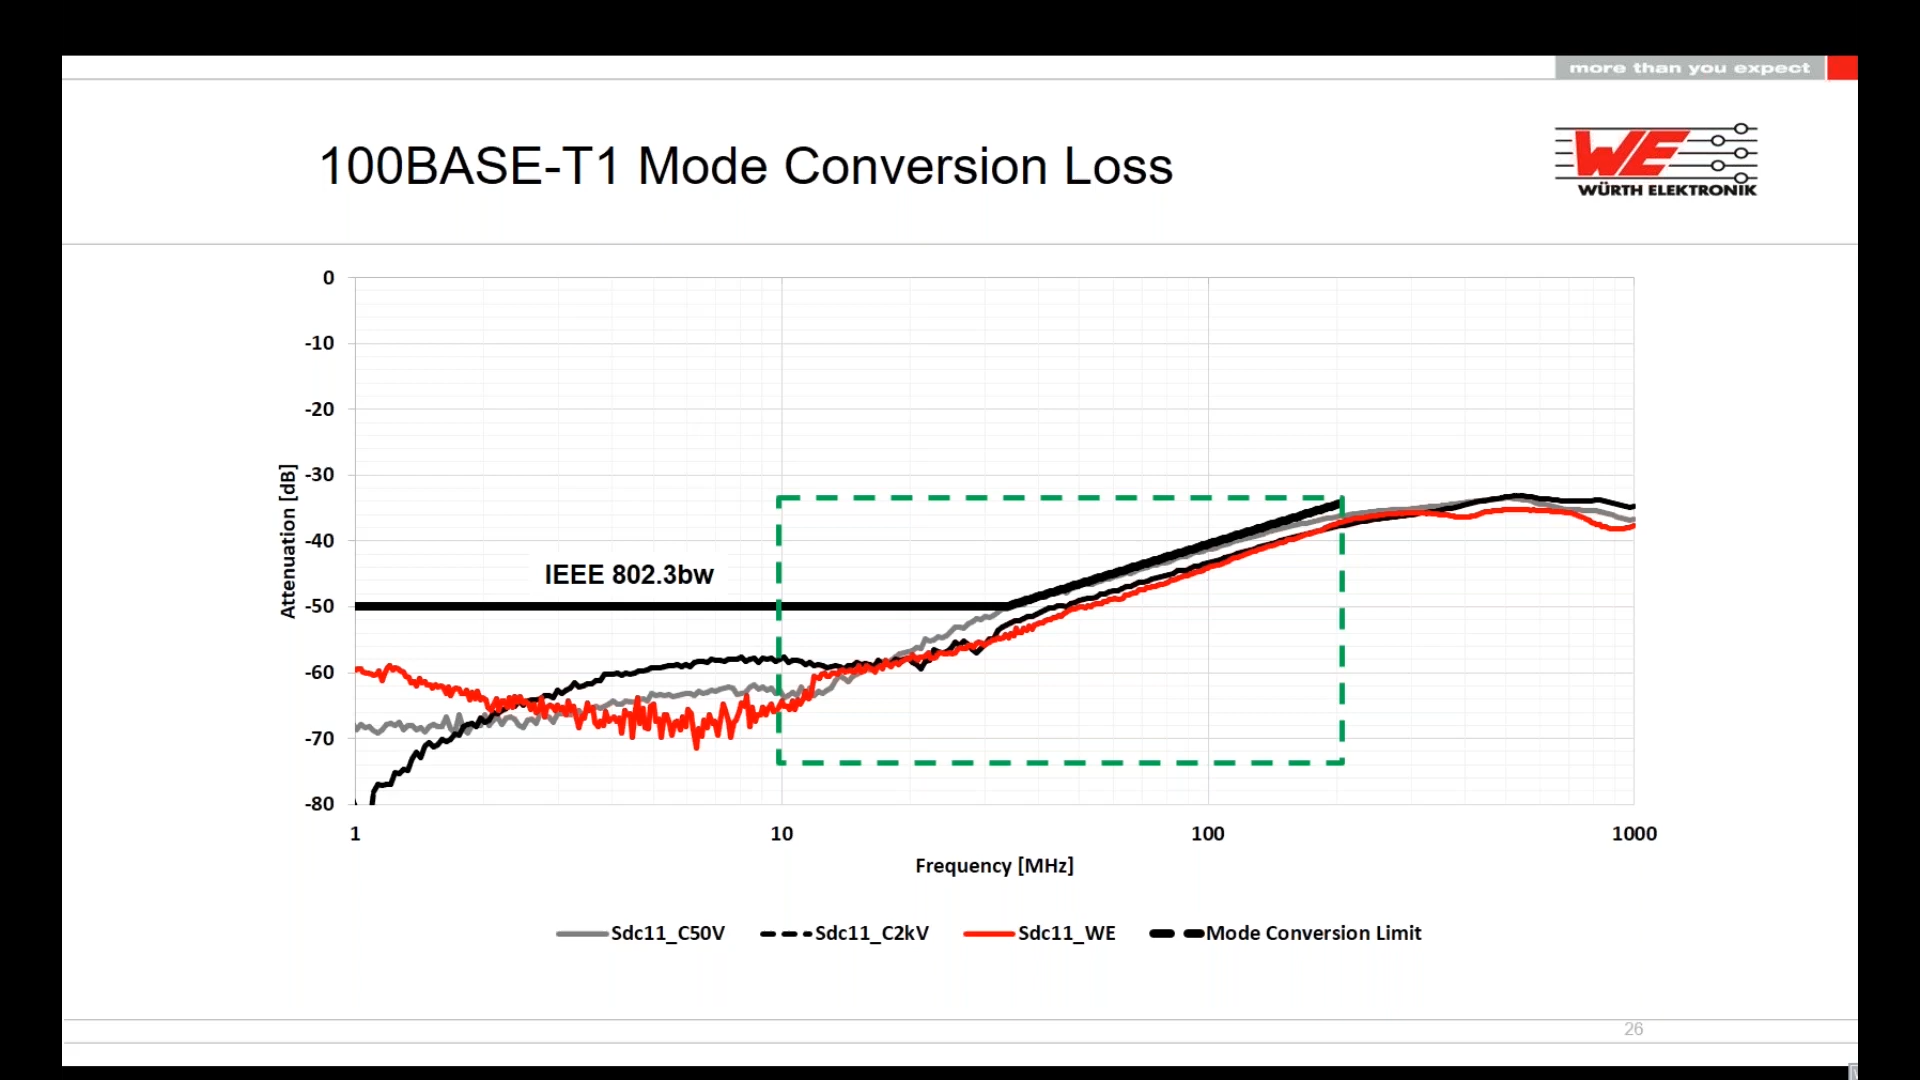 more than you expect
100BASE-T1 Mode Conversion Loss
WE
WÜRTH ELEKTRONIK
0
-10
-20
-30
-40
-50
-60
-70
-80
Attenuation [dB]
IEEE 802.3bw
1 10 100 1000
Frequency [MHz]
Sdc11_C50V Sdc11_C2kV Sdc11_WE Mode Conversion Limit
26